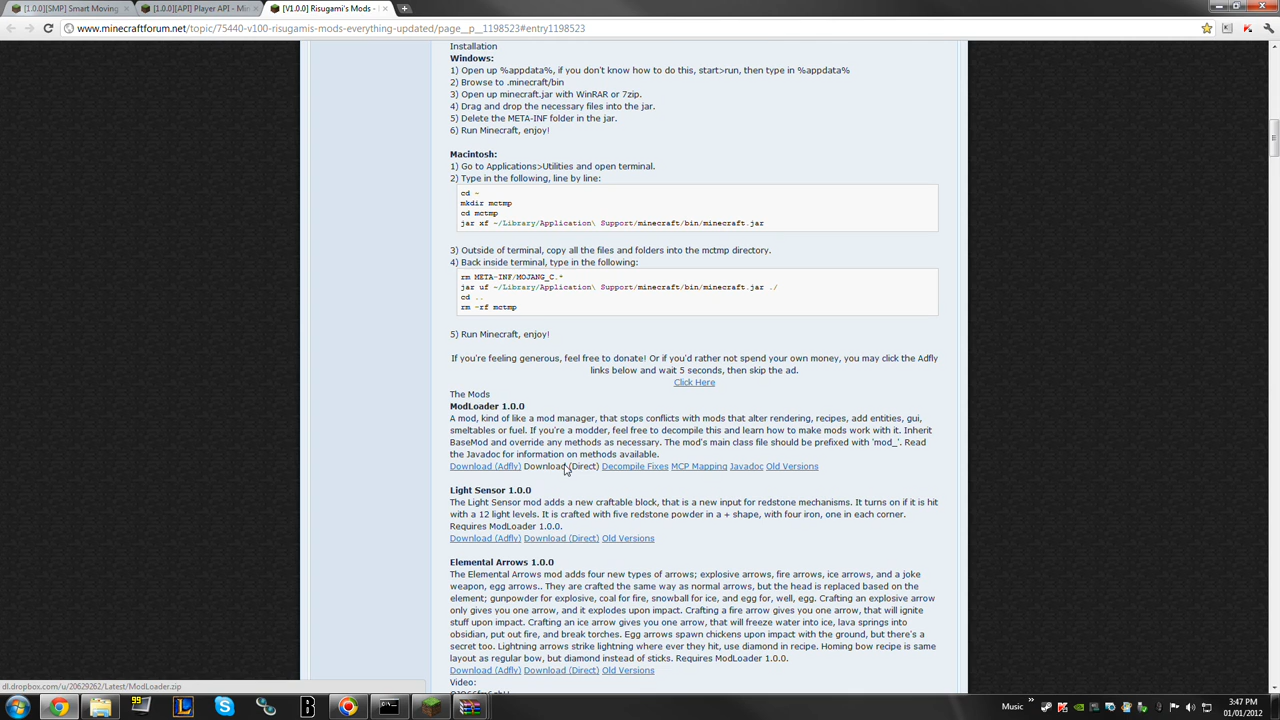 [1.0.0][SMP] Smart Moving
[1.0.0][API] Player API - Min
[V1.0.0] Risugami's Mods -
www.minecraftforum.net/topic/75440-v100-risugamis-mods-everything-updated/page__p__1198523#entry1198523
Installation
Windows:
1) Open up %appdata%, if you don't know how to do this, start>run, then type in %appdata%
2) Browse to .minecraft/bin
3) Open up minecraft.jar with WinRAR or 7zip.
4) Drag and drop the necessary files into the jar.
5) Delete the META-INF folder in the jar.
6) Run Minecraft, enjoy!
Macintosh:
1) Go to Applications>Utilities and open terminal.
2) Type in the following, line by line:
cd ~
mkdir mctmp
cd mctmp
jar xf ~/Library/Application\ Support/minecraft/bin/minecraft.jar
3) Outside of terminal, copy all the files and folders into the mctmp directory.
4) Back inside terminal, type in the following:
rm META-INF/MOJANG_C.*
jar uf ~/Library/Application\ Support/minecraft/bin/minecraft.jar ./
cd ..
rm -rf mctmp
5) Run Minecraft, enjoy!
If you're feeling generous, feel free to donate! Or if you'd rather not spend your own money, you may click the Adfly
links below and wait 5 seconds, then skip the ad.
Click Here
The Mods
ModLoader 1.0.0
A mod, kind of like a mod manager, that stops conflicts with mods that alter rendering, recipes, add entities, gui,
smeltables or fuel. If you're a modder, feel free to decompile this and learn how to make mods work with it. Inherit
BaseMod and override any methods as necessary. The mod's main class file should be prefixed with 'mod_'. Read
the Javadoc for information on methods available.
Download (Adfly) Download (Direct) Decompile Fixes MCP Mapping Javadoc Old Versions
Light Sensor 1.0.0
The Light Sensor mod adds a new craftable block, that is a new input for redstone mechanisms. It turns on if it is hit
with a 12 light levels. It is crafted with five redstone powder in a + shape, with four iron, one in each corner.
Requires ModLoader 1.0.0.
Download (Adfly) Download (Direct) Old Versions
Elemental Arrows 1.0.0
The Elemental Arrows mod adds four new types of arrows; explosive arrows, fire arrows, ice arrows, and a joke
weapon, egg arrows.. They are crafted the same way as normal arrows, but the head is replaced based on the
element; gunpowder for explosive, coal for fire, snowball for ice, and egg for, well, egg. Crafting an explosive arrow
only gives you one arrow, and it explodes upon impact. Crafting a fire arrow gives you one arrow, that will ignite
stuff upon impact. Crafting an ice arrow gives you one arrow, that will freeze water into ice, lava springs into
obsidian, put out fire, and break torches. Egg arrows spawn chickens upon impact with the ground, but there's a
secret too. Lightning arrows strike lightning where ever they hit, use diamond in recipe. Homing bow recipe is same
layout as regular bow, but diamond instead of sticks. Requires ModLoader 1.0.0.
Download (Adfly) Download (Direct) Old Versions
Video:
dl.dropbox.com/u/20629262/Latest/ModLoader.zip
Music
3:47 PM
01/01/2012